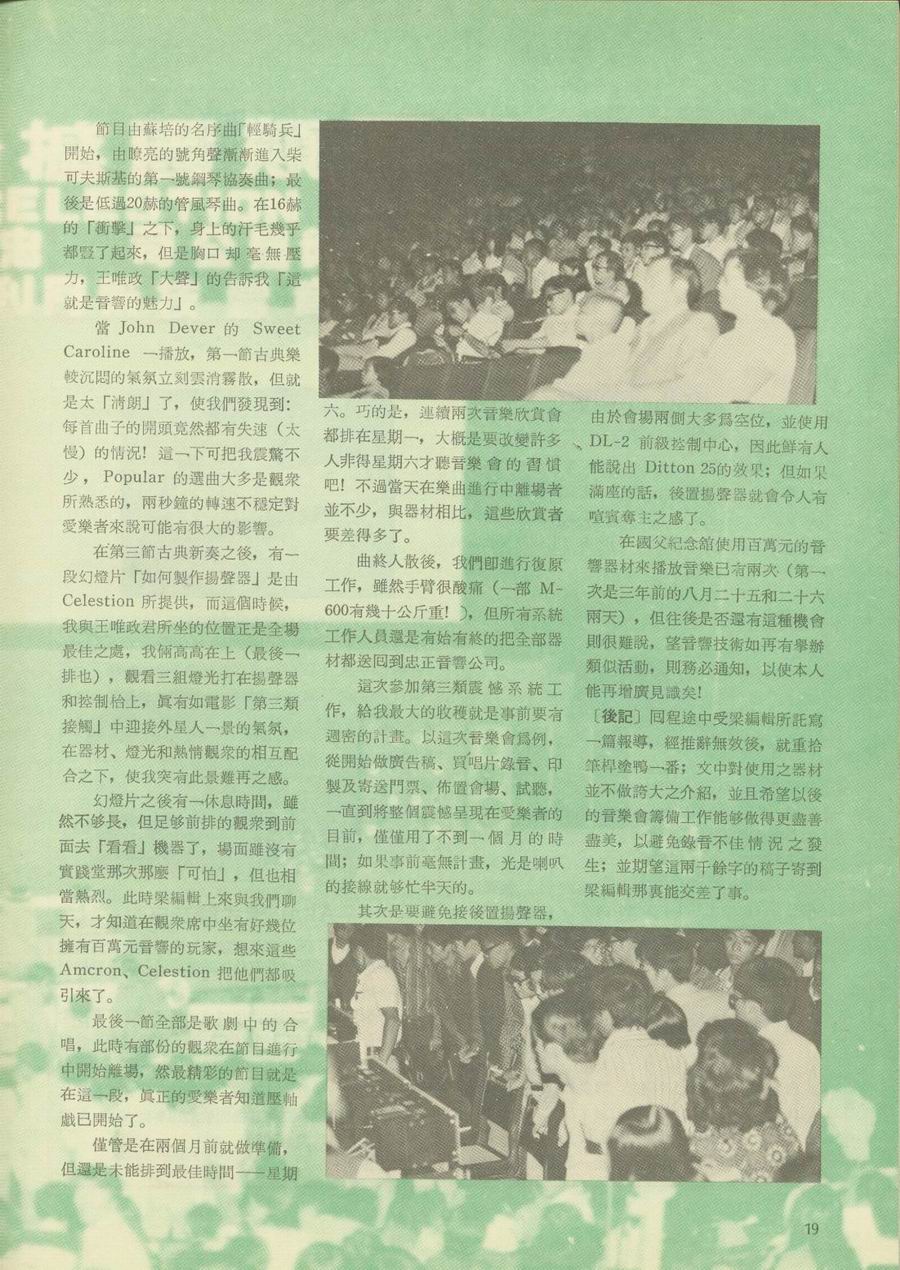 節目由蘇培的名序曲「輕騎兵」
開始，由瞭亮的號角聲漸漸進入柴
可夫斯基的第一號鋼琴協奏曲；最
後是低過20赫的管風琴曲。在16赫
的「衝擊」之下，身上的汗毛幾乎
都豎了起來，但是胸口却毫無壓
力，王唯政「大聲」的告訴我「這
就是音響的魅力」。
當 John Dever 的 Sweet
Caroline 一播放，第一節古典樂
較沉悶的氣氛立刻雲消霧散，但就
是太「清朗」了，使我們發現到：
每首曲子的開頭竟然都有失速（太
慢）的情況！這一下可把我震驚不
少，Popular 的選曲大多是觀衆
所熟悉的，兩秒鐘的轉速不穩定對
愛樂者來說可能有很大的影響。
在第三節古典新奏之後，有一
段幻燈片「如何製作揚聲器」是由
Celestion 所提供，而這個時候，
我與王唯政君所坐的位置正是全場
最佳之處，我倆高高在上（最後一
排也），觀看三組燈光打在揚聲器
和控制枱上，眞有如電影「第三類
接觸」中迎接外星人一景的氣氛，
在器材、燈光和熱情觀衆的相互配
合之下，使我突有此景難再之感。
幻燈片之後有一休息時間，雖
然不够長，但足够前排的觀衆到前
面去「看看」機器了，場面雖沒有
實踐堂那次那麽「可怕」，但也相
當熱烈。此時梁編輯上來與我們聊
天，才知道在觀衆席中坐有好幾位
擁有百萬元音響的玩家，想來這些
Amcron、Celestion 把他們都吸
引來了。
最後一節全部是歌劇中的合
唱，此時有部份的觀衆在節目進行
中開始離場，然最精彩的節目就是
在這一段，眞正的愛樂者知道壓軸
戲已開始了。
僅管是在兩個月前就做準備，
但還是未能排到最佳時間——星期
六。巧的是，連續兩次音樂欣賞會
都排在星期一，大概是要改變許多
人非得星期六才聽音樂會的習慣
吧！不過當天在樂曲進行中離場者
並不少，與器材相比，這些欣賞者
要差得多了。
曲終人散後，我們卽進行復原
工作，雖然手臂很酸痛（一部 M-
600有幾十公斤重！），但所有系統
工作人員還是有始有終的把全部器
材都送回到忠正音響公司。
這次參加第三類震憾系統工
作，給我最大的收穫就是事前要有
週密的計畫。以這次音樂會爲例，
從開始做廣告稿、買唱片錄音、印
製及寄送門票、佈置會場、試聽，
一直到將整個震憾呈現在愛樂者的
目前，僅僅用了不到一個月的時
間；如果事前毫無計畫，光是喇叭
的接線就够忙半天的。
其次是要避免接後置揚聲器，
由於會場兩側大多爲空位，並使用
DL-2 前級控制中心，因此鮮有人
能說出 Ditton 25的效果；但如果
滿座的話，後置揚聲器就會令人有
喧賓奪主之感了。
在國父紀念館使用百萬元的音
響器材來播放音樂已有兩次（第一
次是三年前的八月二十五和二十六
兩天），但往後是否還有這種機會
則很難說，望音響技術如再有舉辦
類似活動，則務必通知，以使本人
能再增廣見識矣！
〔後記〕囘程途中受梁編輯所託寫
一篇報導，經推辭無效後，就重拾
筆桿塗鴨一番；文中對使用之器材
並不做誇大之介紹，並且希望以後
的音樂會籌備工作能够做得更盡善
盡美，以避免錄音不佳情況之發
生；並期望這兩千餘字的稿子寄到
梁編輯那裏能交差了事。
19